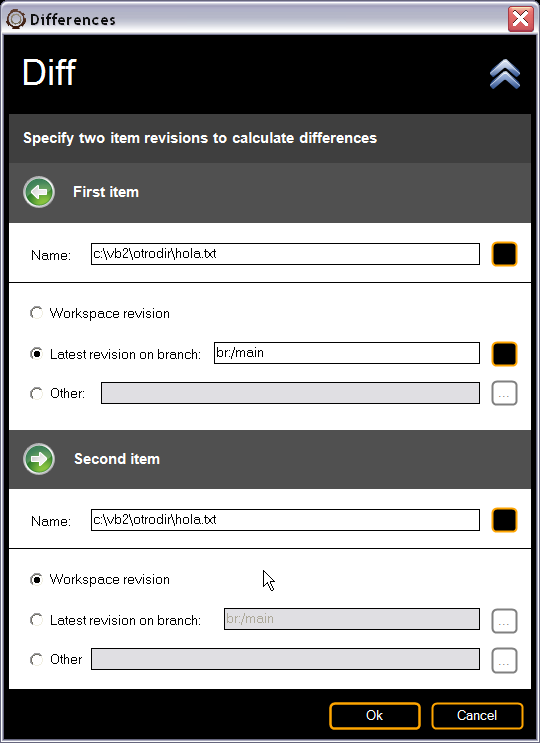 Differences
Diff
Specify two item revisions to calculate differences
First item
Name: c:\vb2\otrodir\hola.txt
Workspace revision
Latest revision on branch: br:/main
Other: ...
Second item
Name: c:\vb2\otrodir\hola.txt
Workspace revision
Latest revision on branch: br:/main ...
Other ...
Ok Cancel